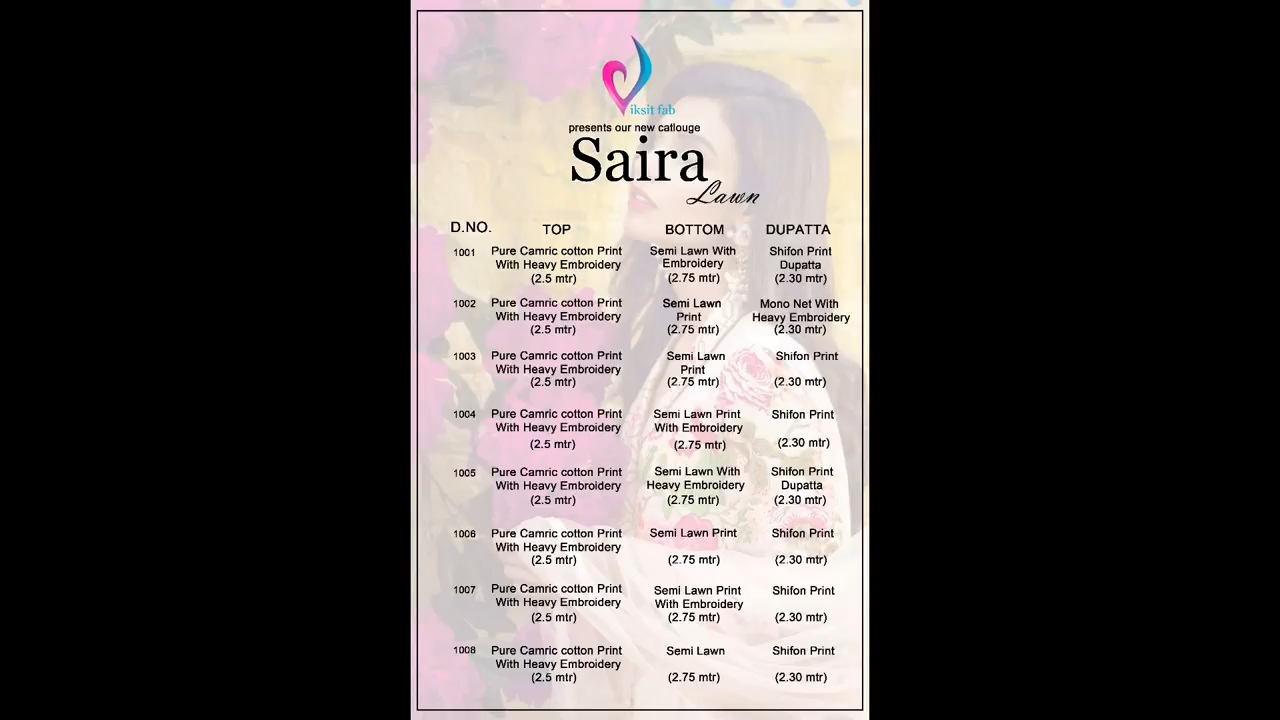 iksit fab
presents our new catlouge
Saira
Lawn
D.NO. TOP BOTTOM DUPATTA
1001 Pure Camric cotton Print Semi Lawn With Shifon Print
With Heavy Embroidery Embroidery Dupatta
(2.5 mtr) (2.75 mtr) (2.30 mtr)
1002 Pure Camric cotton Print Semi Lawn Mono Net With
With Heavy Embroidery Print Heavy Embroidery
(2.5 mtr) (2.75 mtr) (2.30 mtr)
1003 Pure Camric cotton Print Semi Lawn Shifon Print
With Heavy Embroidery Print
(2.5 mtr) (2.75 mtr) (2.30 mtr)
1004 Pure Camric cotton Print Semi Lawn Print Shifon Print
With Heavy Embroidery With Embroidery
(2.5 mtr) (2.75 mtr) (2.30 mtr)
1005 Pure Camric cotton Print Semi Lawn With Shifon Print
With Heavy Embroidery Heavy Embroidery Dupatta
(2.5 mtr) (2.75 mtr) (2.30 mtr)
1006 Pure Camric cotton Print Semi Lawn Print Shifon Print
With Heavy Embroidery
(2.5 mtr) (2.75 mtr) (2.30 mtr)
1007 Pure Camric cotton Print Semi Lawn Print Shifon Print
With Heavy Embroidery With Embroidery
(2.5 mtr) (2.75 mtr) (2.30 mtr)
1008 Pure Camric cotton Print Semi Lawn Shifon Print
With Heavy Embroidery
(2.5 mtr) (2.75 mtr) (2.30 mtr)